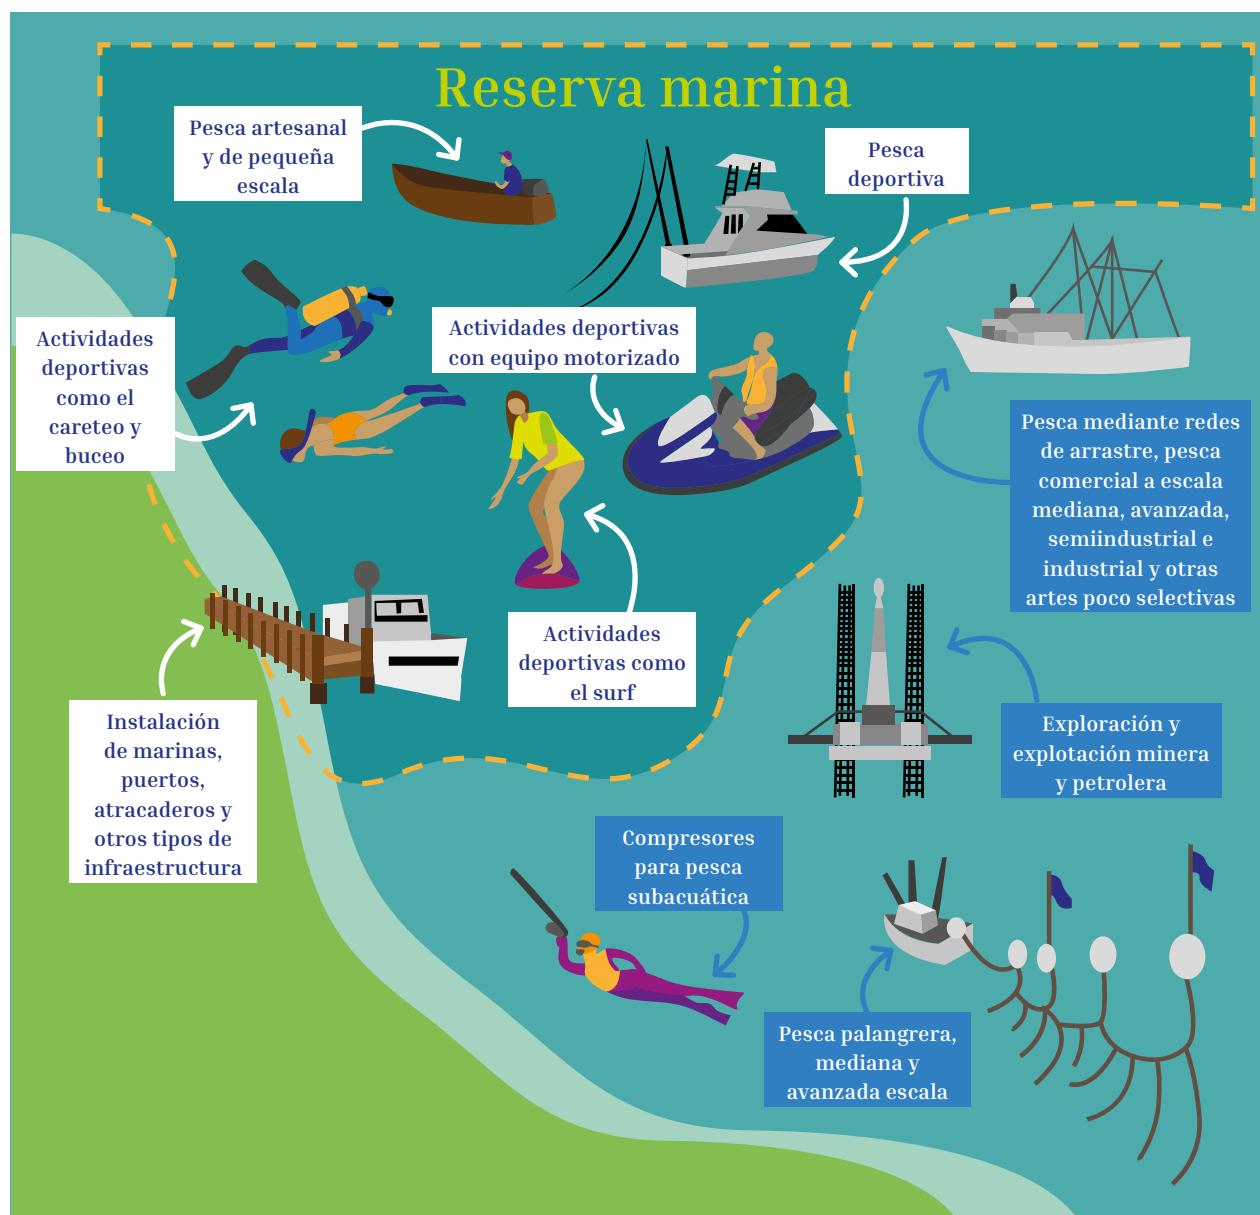 Reserva marina
Pesca artesanal
y de pequeña
escala
Pesca
deportiva
Actividades
deportivas
como el
careteo y
buceo
Actividades deportivas
con equipo motorizado
Pesca mediante redes
de arrastre, pesca
comercial a escala
mediana, avanzada,
semiindustrial e
industrial y otras
artes poco selectivas
Actividades
deportivas como
el surf
Instalación
de marinas,
puertos,
atracaderos y
otros tipos de
infraestructura
Exploración y
explotación minera
y petrolera
Compresores
para pesca
subacuática
Pesca palangrera,
mediana y
avanzada escala